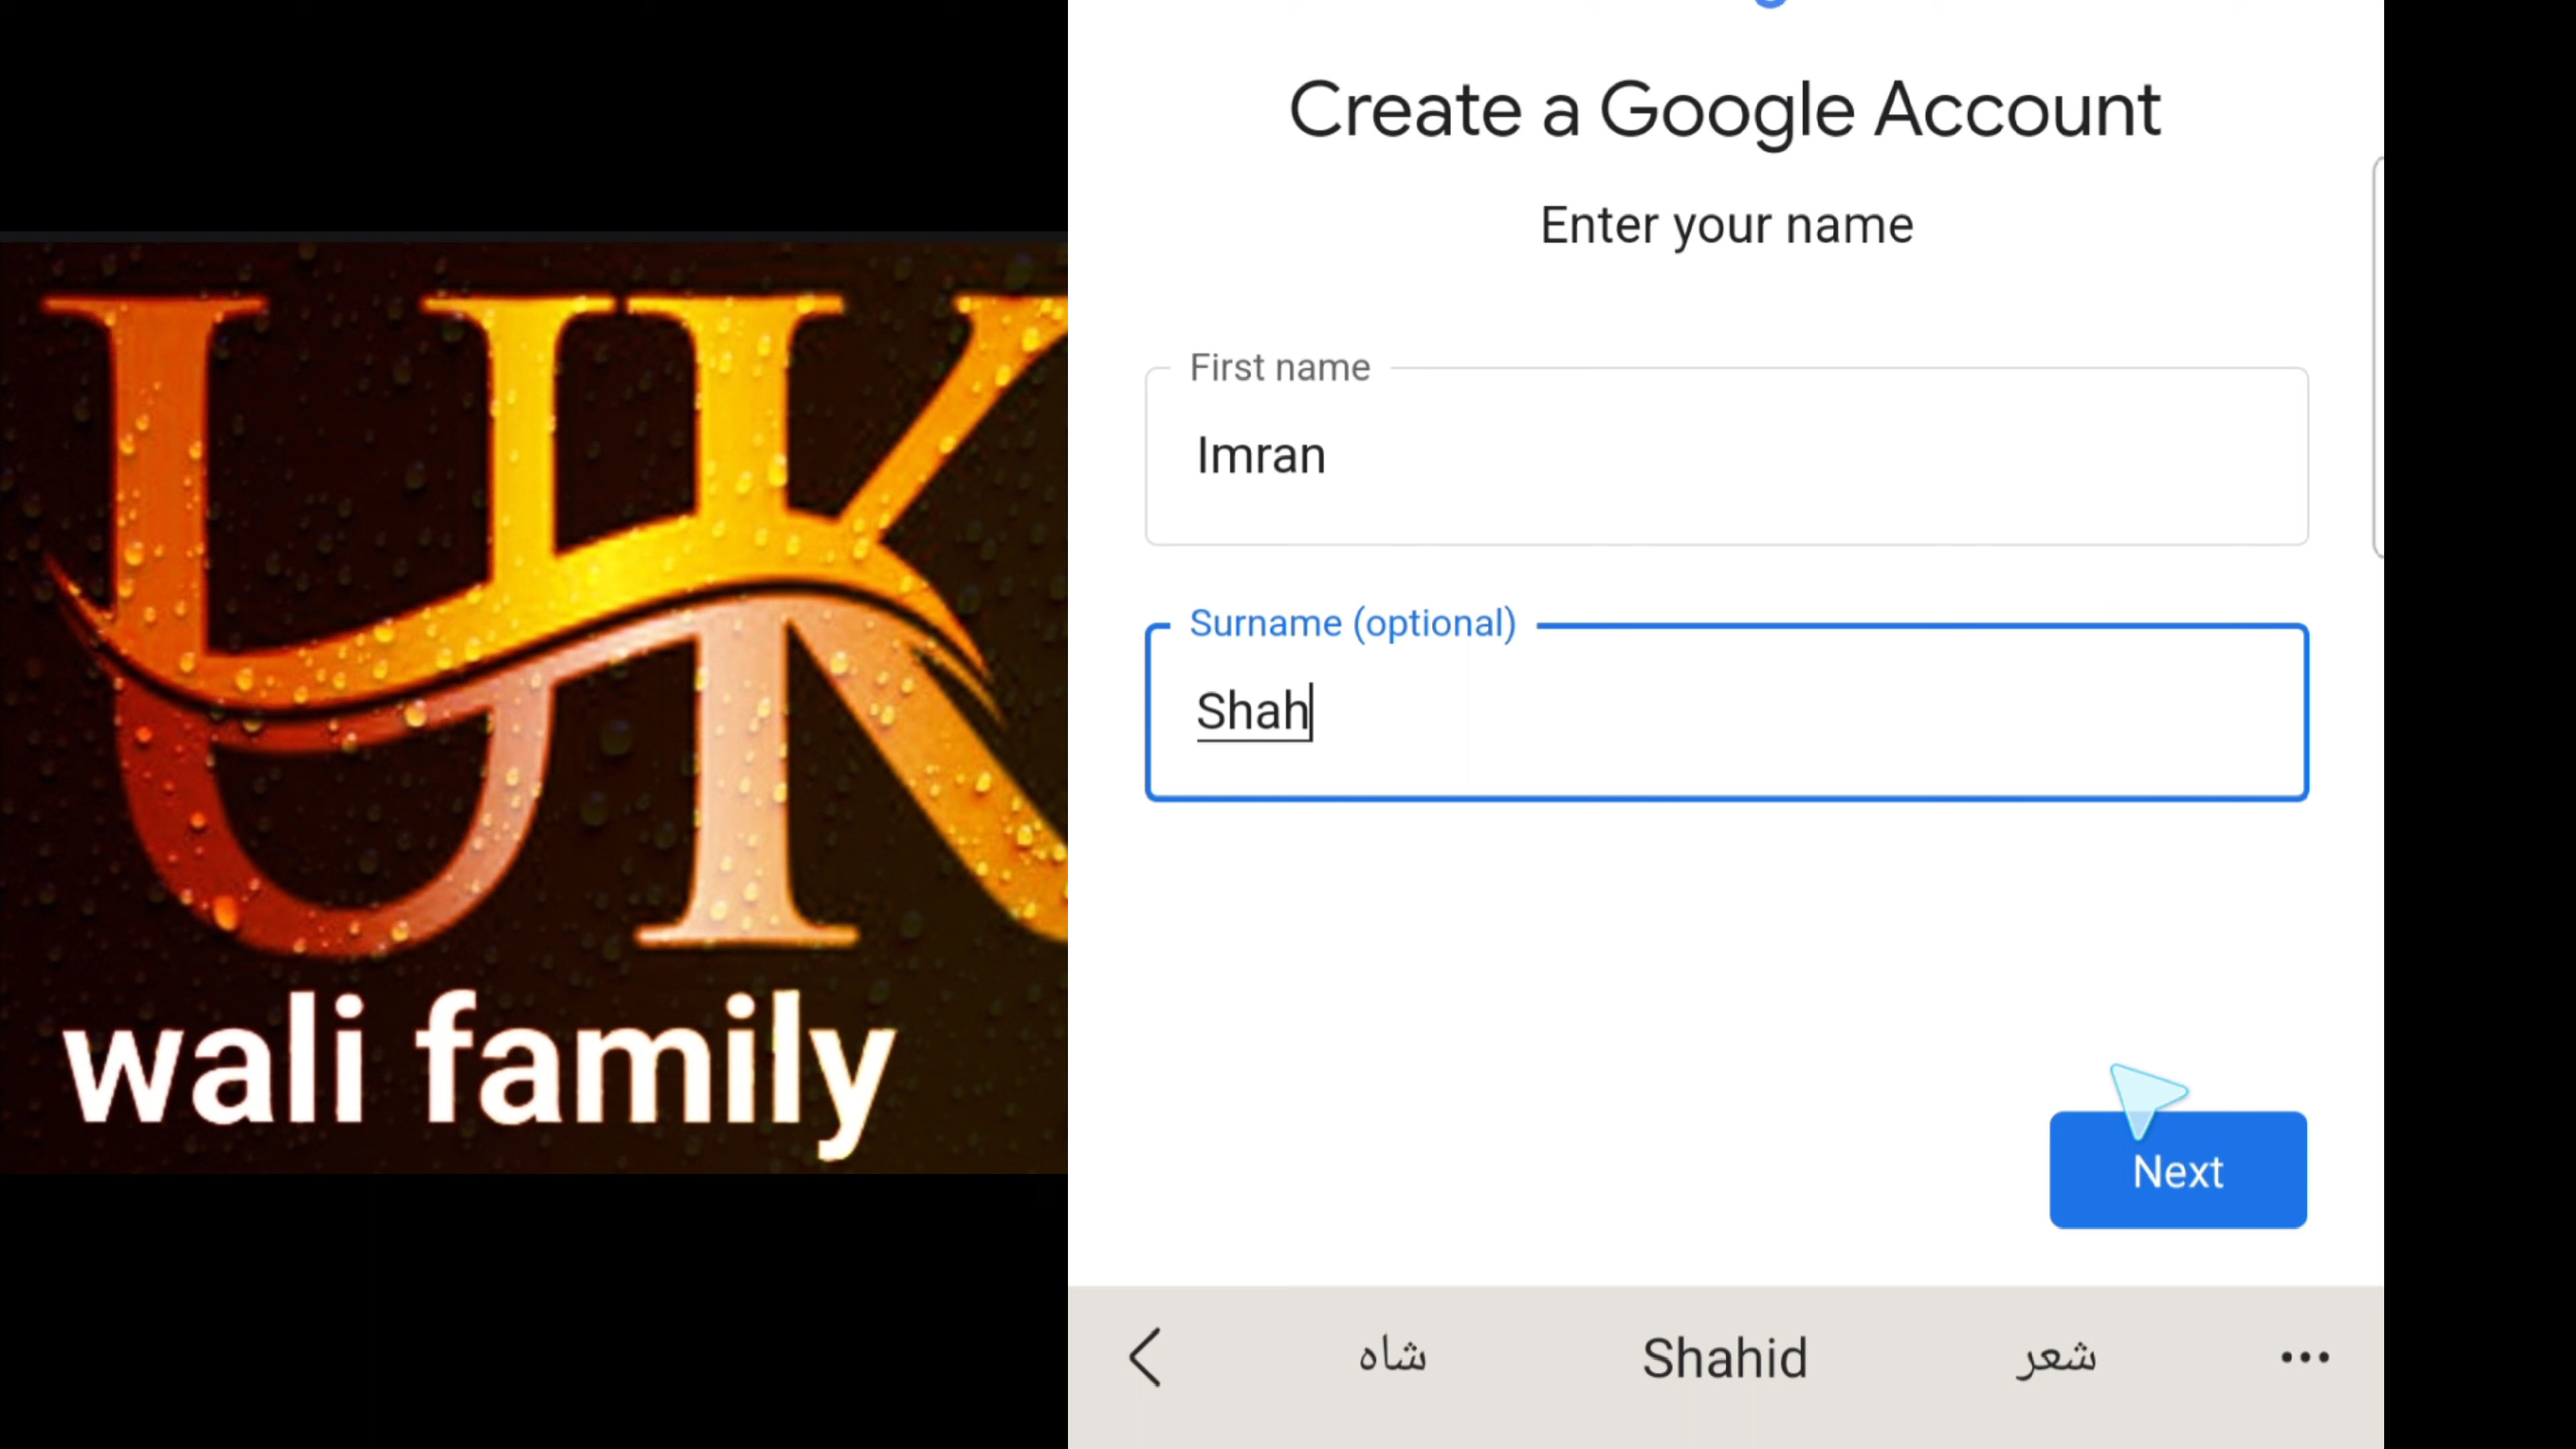 UK
wali family
Create a Google Account
Enter your name
First name
Imran
Surname (optional)
Shah
Next
شاہ Shahid شعر